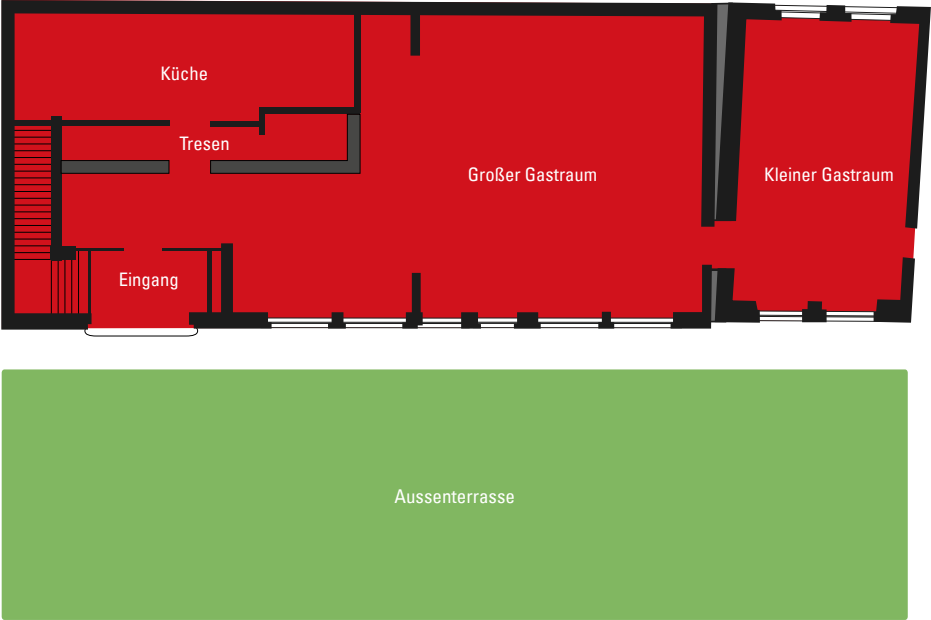 Küche
Tresen
Großer Gastraum
Kleiner Gastraum
Eingang
Aussenterrasse